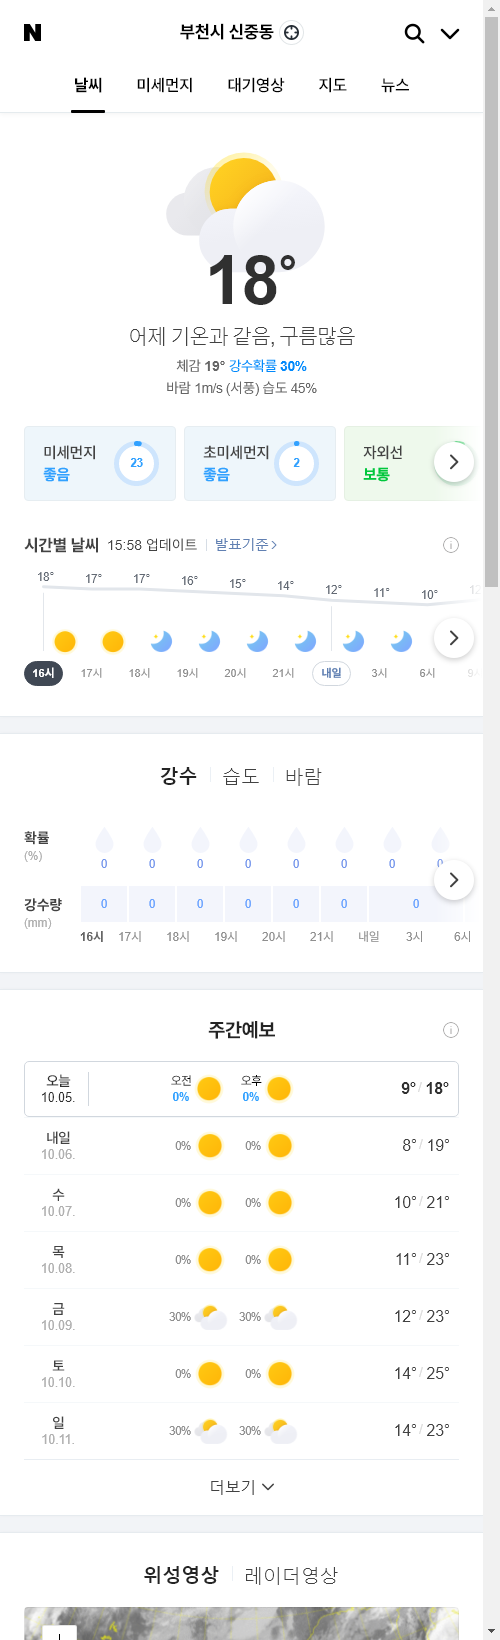 N 부천시 신중동
날씨 미세먼지 대기영상 지도 뉴스
18°
어제 기온과 같음, 구름많음
체감 19° 강수확률 30%
바람 1m/s (서풍) 습도 45%
미세먼지 좋음 23
초미세먼지 좋음 2
자외선 보통
시간별 날씨 15:58 업데이트 발표기준
18° 17° 17° 16° 15° 14° 12° 11° 10° 12
16시 17시 18시 19시 20시 21시 내일 3시 6시 9
강수 습도 바람
확률 (%)
0 0 0 0 0 0 0 0
강수량 (mm)
0 0 0 0 0 0 0
16시 17시 18시 19시 20시 21시 내일 3시 6시
주간예보
오늘 10.05. 오전 0% 오후 0% 9° / 18°
내일 10.06. 0% 0% 8° / 19°
수 10.07. 0% 0% 10° / 21°
목 10.08. 0% 0% 11° / 23°
금 10.09. 30% 30% 12° / 23°
토 10.10. 0% 0% 14° / 25°
일 10.11. 30% 30% 14° / 23°
더보기
위성영상 레이더영상